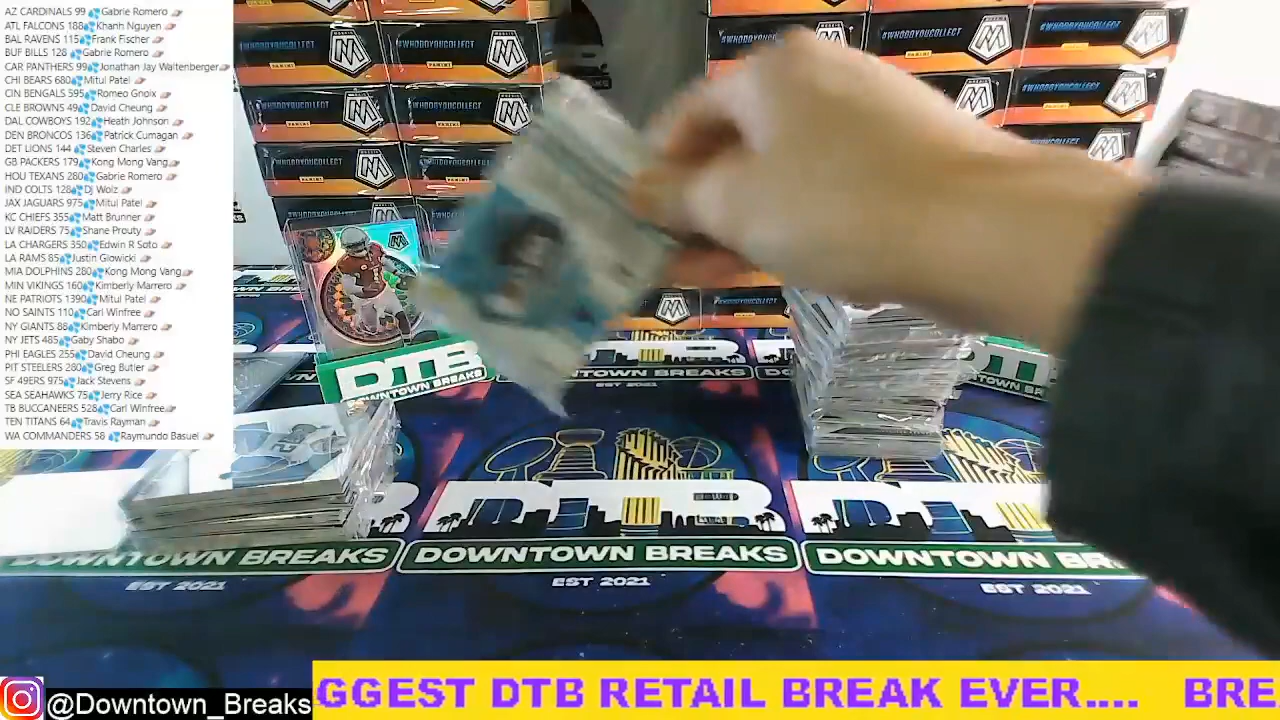 AZ CARDINALS 99💦Gabrie Romero🏈
ATL FALCONS 188💦Khanh Nguyen🏈
BAL RAVENS 115💦Frank Fischer🏈
BUF BILLS 128💦Gabrie Romero🏈
CAR PANTHERS 99💦Jonathan Jay Waltenberger🏈
CHI BEARS 680💦Mitul Patel🏈
CIN BENGALS 595💦Romeo Gnoix🏈
CLE BROWNS 49💦David Cheung🏈
DAL COWBOYS 192💦Heath Johnson🏈
DEN BRONCOS 136💦Patrick Cumagan🏈
DET LIONS 144💦Steven Charles🏈
GB PACKERS 179💦Kong Mong Vang🏈
HOU TEXANS 280💦Gabrie Romero🏈
IND COLTS 128💦DJ Wolz🏈
JAX JAGUARS 975💦Mitul Patel🏈
KC CHIEFS 355💦Matt Brunner🏈
LV RAIDERS 75💦Shane Prouty🏈
LA CHARGERS 350💦Edwin R Soto🏈
LA RAMS 85💦Justin Glowicki🏈
MIA DOLPHINS 280💦Kong Mong Vang🏈
MIN VIKINGS 160💦Kimberly Marrero🏈
NE PATRIOTS 1390💦Mitul Patel🏈
NO SAINTS 110💦Carl Winfree🏈
NY GIANTS 88💦Kimberly Marrero🏈
NY JETS 485💦Gaby Shabo🏈
PHI EAGLES 255💦David Cheung🏈
PIT STEELERS 280💦Greg Butler🏈
SF 49ERS 975💦Jack Stevens🏈
SEA SEAHAWKS 75💦Jerry Rice🏈
TB BUCCANEERS 528💦Carl Winfree🏈
TEN TITANS 64💦Travis Rayman🏈
WA COMMANDERS 58💦Raymundo Basuel🏈
#WHODOYOUCOLLECT
PANINI
DTB
DOWNTOWN BREAKS
EST 2021
DTB
DOWNTOWN BREAKS
EST 2021
DOWNTOWN BREAKS
EST 2021
DOWNTOWN BREAKS
EST 2021
@Downtown_Breaks
GGEST DTB RETAIL BREAK EVER.... BRE